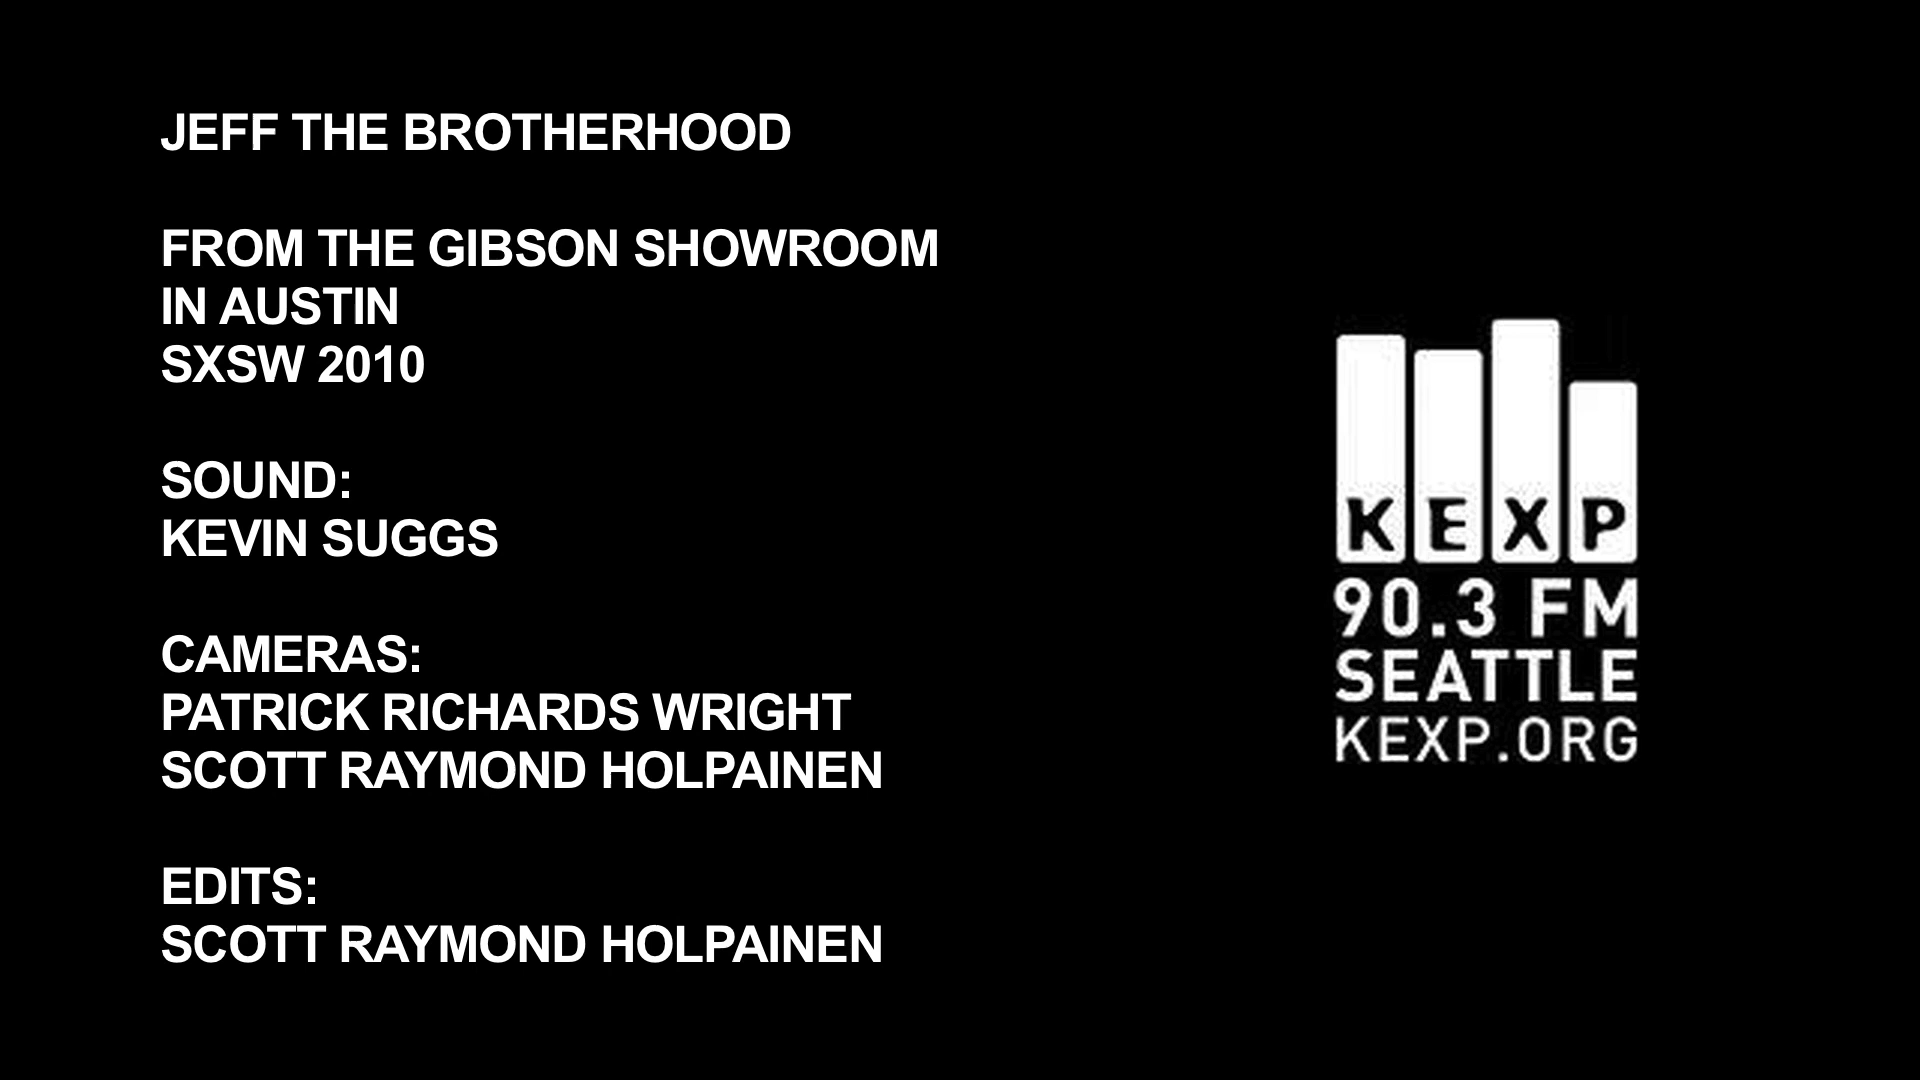 JEFF THE BROTHERHOOD
FROM THE GIBSON SHOWROOM
IN AUSTIN
SXSW 2010
SOUND:
KEVIN SUGGS
CAMERAS:
PATRICK RICHARDS WRIGHT
SCOTT RAYMOND HOLPAINEN
EDITS:
SCOTT RAYMOND HOLPAINEN
KEXP
90.3 FM
SEATTLE
KEXP.ORG